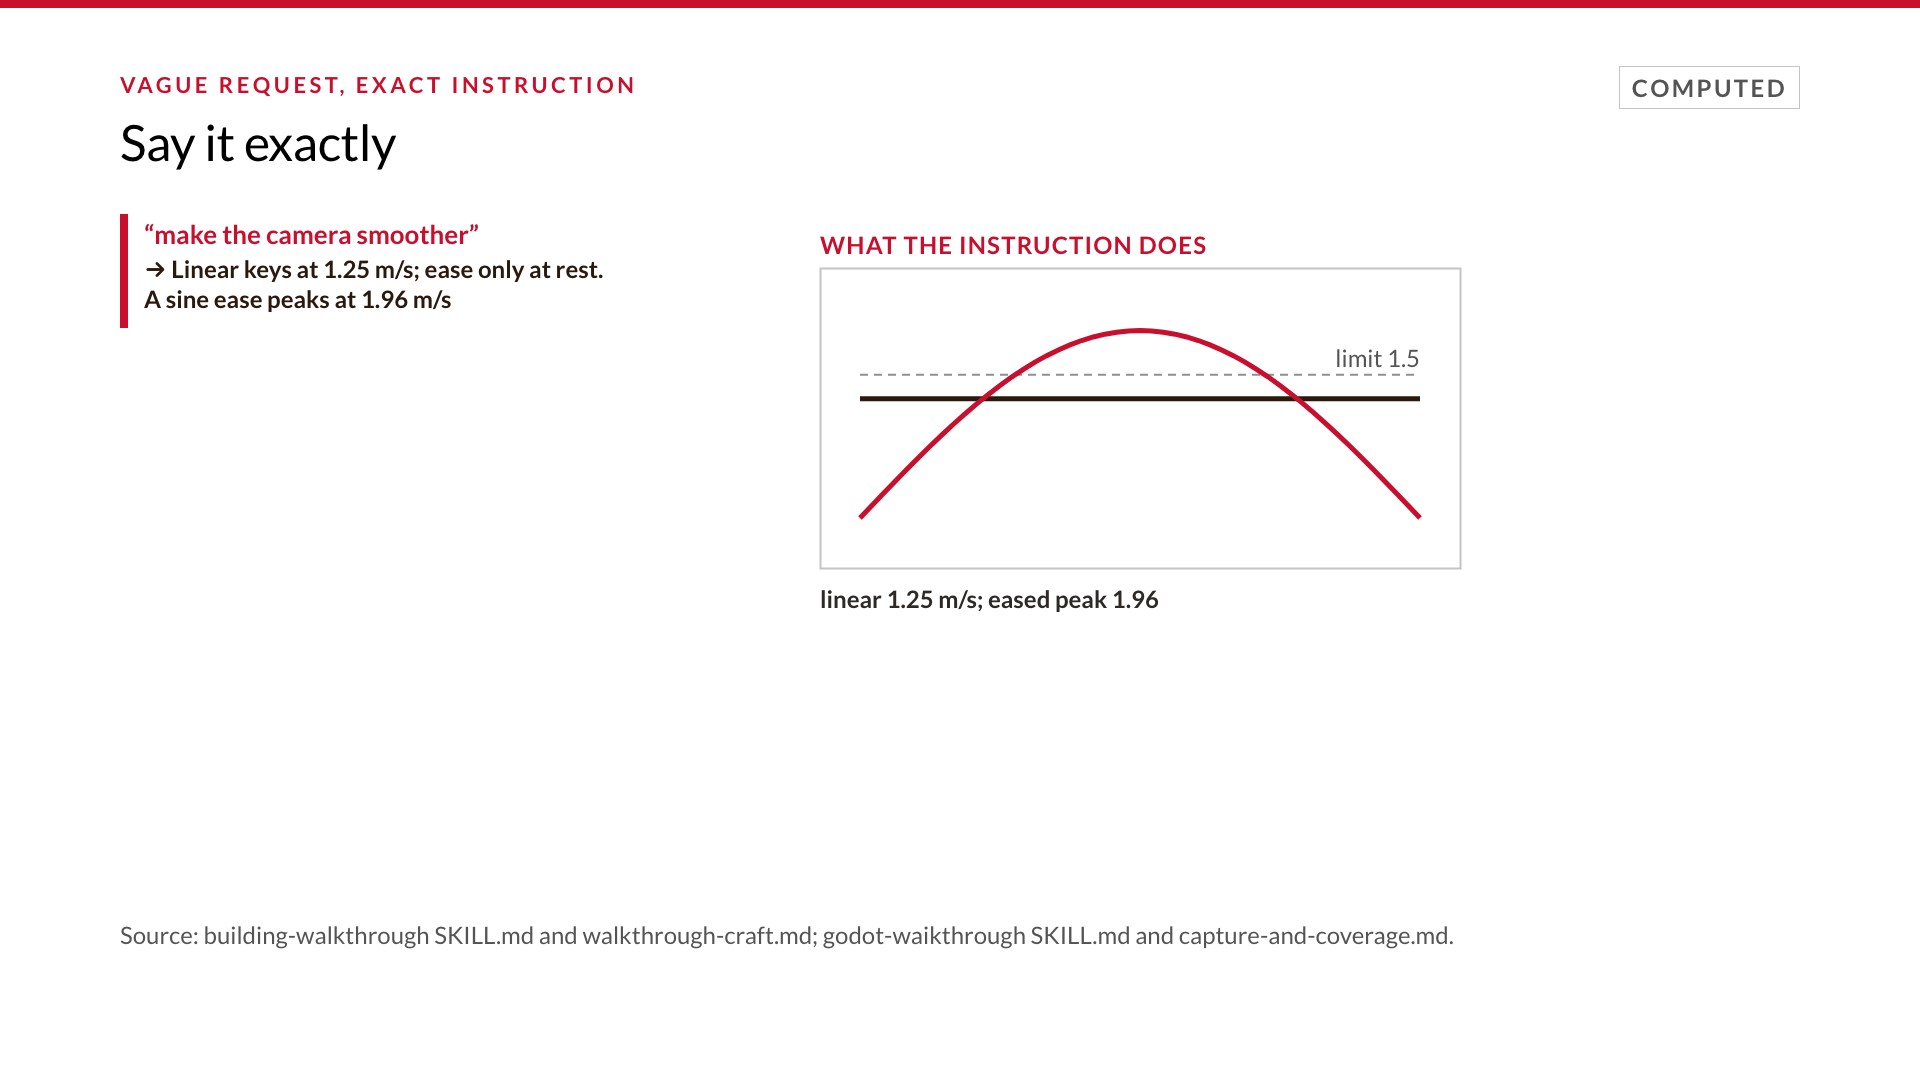 VAGUE REQUEST, EXACT INSTRUCTION
COMPUTED
Say it exactly
“make the camera smoother”
→ Linear keys at 1.25 m/s; ease only at rest.
A sine ease peaks at 1.96 m/s
WHAT THE INSTRUCTION DOES
limit 1.5
linear 1.25 m/s; eased peak 1.96
Source: building-walkthrough SKILL.md and walkthrough-craft.md; godot-waikthrough SKILL.md and capture-and-coverage.md.